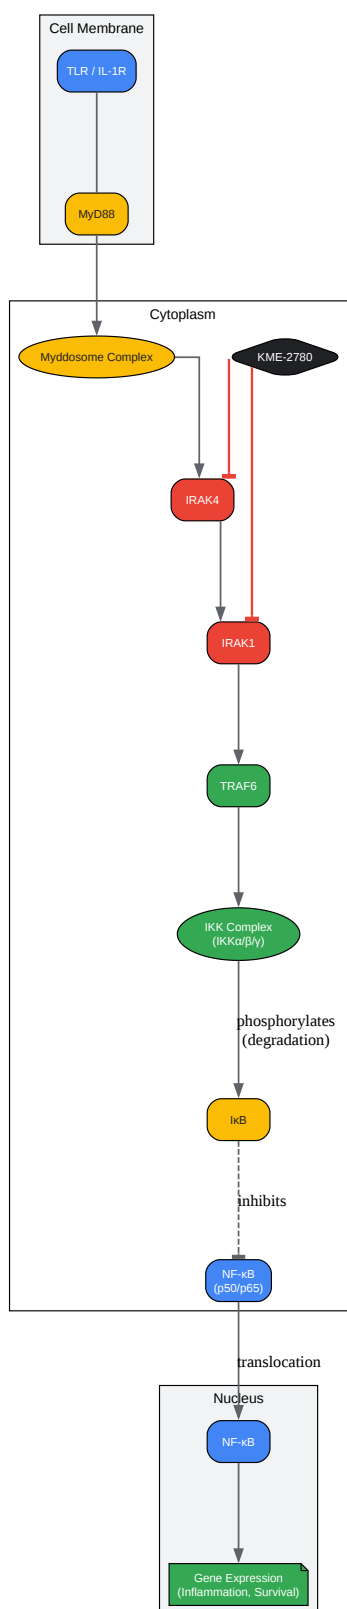 Cell Membrane
TLR / IL-1R
MyD88
Cytoplasm
Myddosome Complex
KME-2780
IRAK4
IRAK1
TRAF6
IKK Complex
(IKKα/β/γ)
phosphorylates
(degradation)
IκB
inhibits
NF-κB
(p50/p65)
translocation
Nucleus
NF-κB
Gene Expression
(Inflammation, Survival)